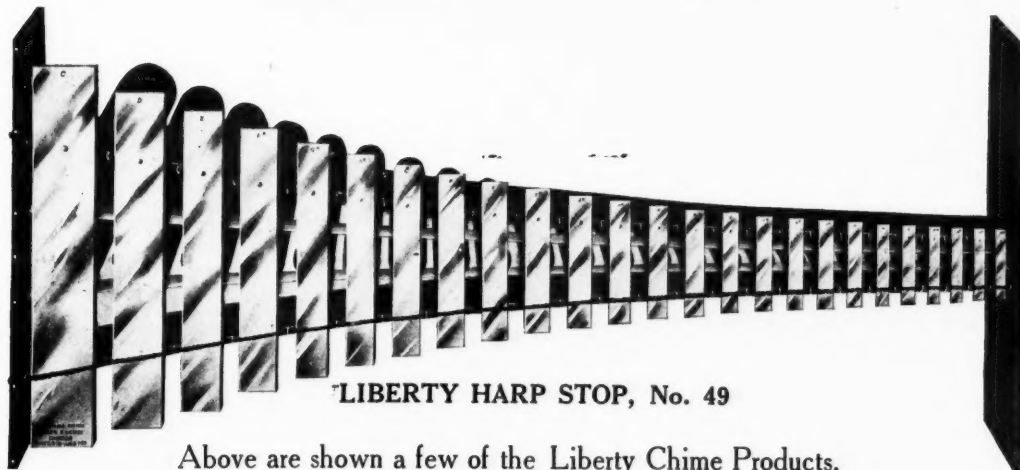 C
D
E
LIBERTY HARP STOP, No. 49
Above are shown a few of the Liberty Chime Products.